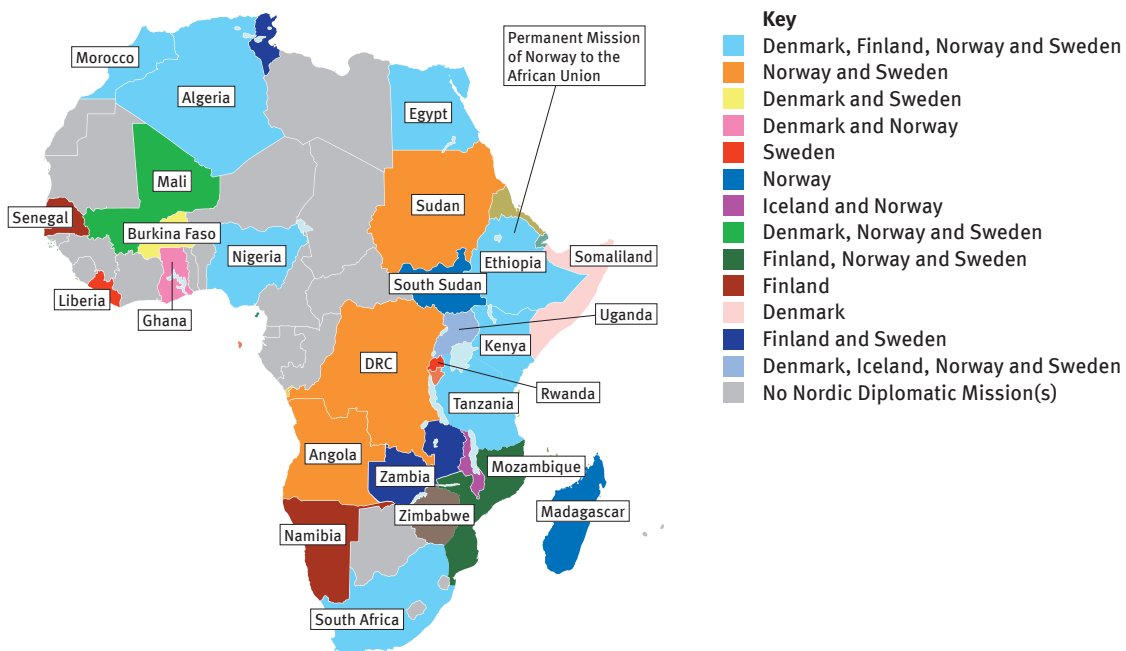 Morocco
Algeria
Permanent Mission
of Norway to the
African Union
Egypt
Mali
Senegal
Sudan
Burkina Faso
Nigeria
Ethiopia
Somaliland
South Sudan
Liberia
Ghana
Uganda
Kenya
DRC
Rwanda
Tanzania
Angola
Mozambique
Zambia
Zimbabwe
Madagascar
Namibia
South Africa
Key
Denmark, Finland, Norway and Sweden
Norway and Sweden
Denmark and Sweden
Denmark and Norway
Sweden
Norway
Iceland and Norway
Denmark, Norway and Sweden
Finland, Norway and Sweden
Finland
Denmark
Finland and Sweden
Denmark, Iceland, Norway and Sweden
No Nordic Diplomatic Mission(s)